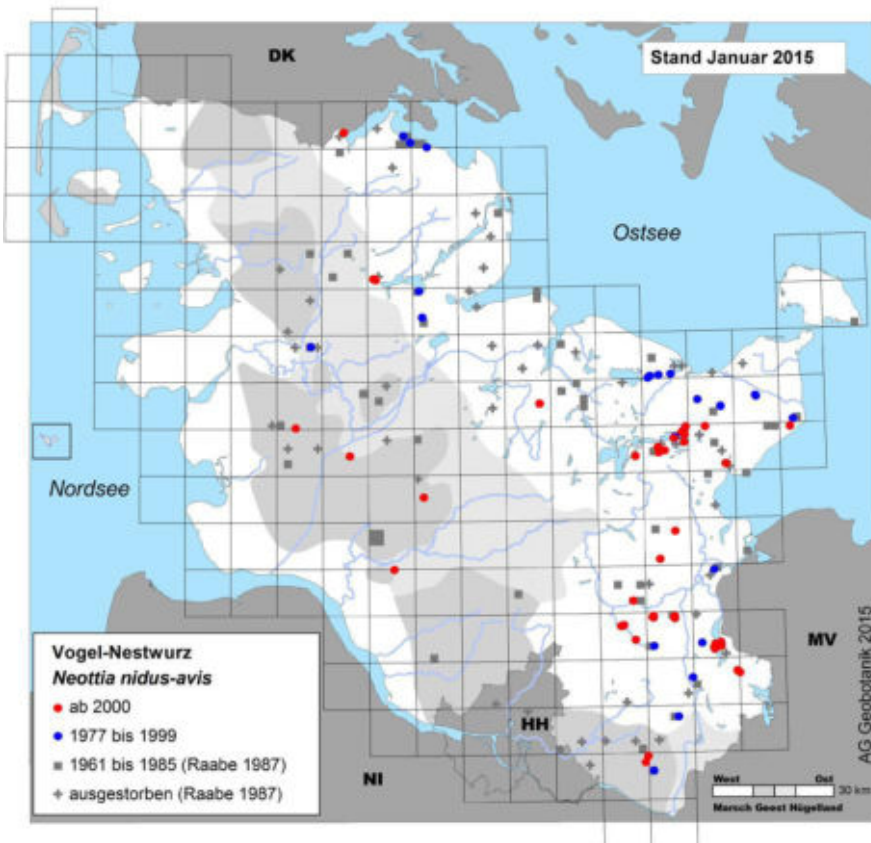 DK
Stand Januar 2015
Ostsee
Nordsee
MV
HH
NI
Vogel-Nestwurz
Neottia nidus-avis
ab 2000
1977 bis 1999
1961 bis 1985 (Raabe 1987)
ausgestorben (Raabe 1987)
West Ost
30 km
Marsch Geest Hügelland
AG Geobotanik 2015